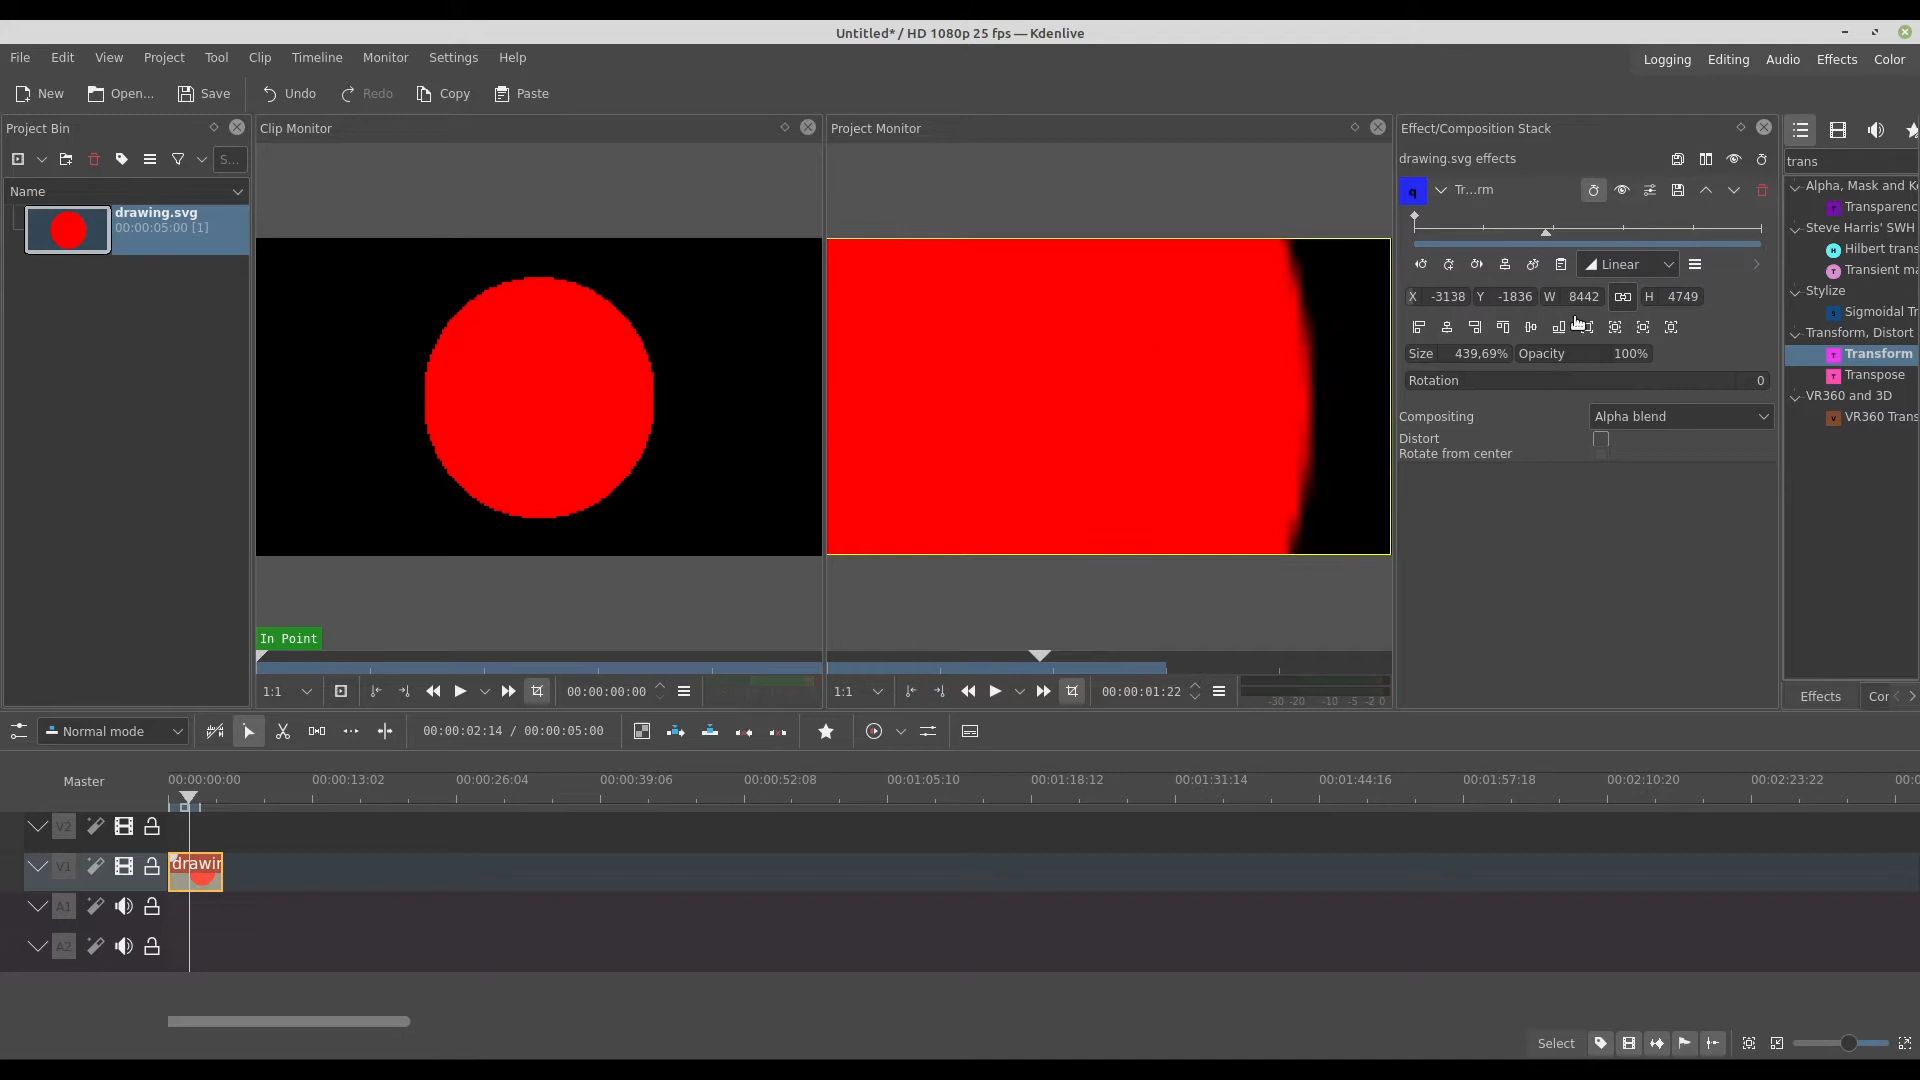 Untitled* / HD 1080p 25 fps — Kdenlive
File Edit View Project Tool Clip Timeline Monitor Settings Help
Logging Editing Audio Effects Color
New Open... Save Undo Redo Copy Paste
Project Bin
Clip Monitor
Project Monitor
Effect/Composition Stack
S...
drawing.svg effects
trans
Name
drawing.svg
00:00:05:00 [1]
q Tr...rm
Linear
X -3138 Y -1836 W 8442 H 4749
Size 439,69% Opacity 100%
Rotation 0
Compositing Alpha blend
Distort
Rotate from center
Alpha, Mask and K
Transparenc
Steve Harris' SWH
Hilbert trans
Transient ma
Stylize
Sigmoidal Tr
Transform, Distort
Transform
Transpose
VR360 and 3D
VR360 Trans
In Point
1:1 00:00:00:00
1:1 00:00:01:22
-30 -20 -10 -5 -2 0
Effects Cor
Normal mode
00:00:02:14 / 00:00:05:00
Master
00:00:00:00 00:00:13:02 00:00:26:04 00:00:39:06 00:00:52:08 00:01:05:10 00:01:18:12 00:01:31:14 00:01:44:16 00:01:57:18 00:02:10:20 00:02:23:22 00:0
V2
V1 drawir
A1
A2
Select